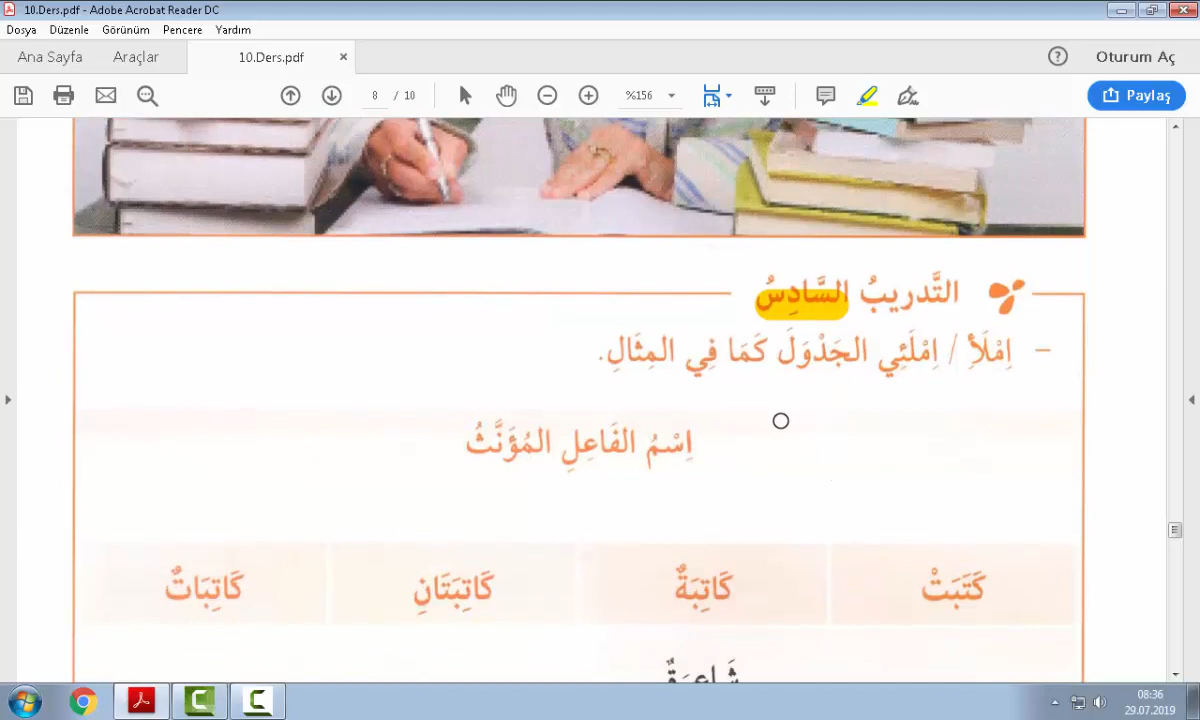 10.Ders.pdf - Adobe Acrobat Reader DC
Dosya Düzenle Görünüm Pencere Yardım
Ana Sayfa Araçlar 10.Ders.pdf × Oturum Aç
8 / 10 %156 Paylaş
التَّدريبُ السَّادِسُ
– اِمْلَأْ / اِمْلَئِي الجَدْوَلَ كَمَا فِي المِثَالِ.
اِسْمُ الفَاعِلِ المُؤَنَّثُ
كَتَبَتْ كَاتِبَةٌ كَاتِبَتَانِ كَاتِبَاتٌ
شَاعِرَةٌ
08:36
29.07.2019